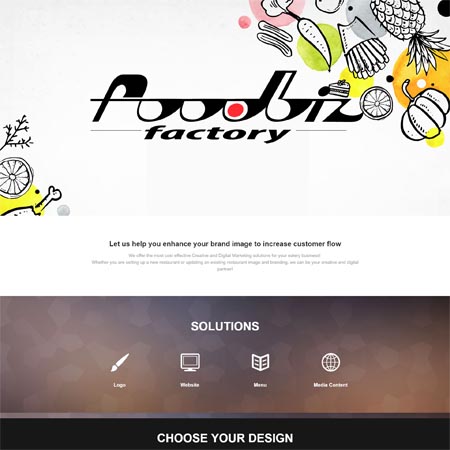 foodbiz
factory
Let us help you enhance your brand image to increase customer flow
We offer the most cost effective Creative and Digital Marketing solutions for your eatery business!
Whether you are setting up a new restaurant or updating an existing restaurant image and branding, we can be your creative and digital
partner!
SOLUTIONS
Logo
Website
Menu
Media Content
CHOOSE YOUR DESIGN